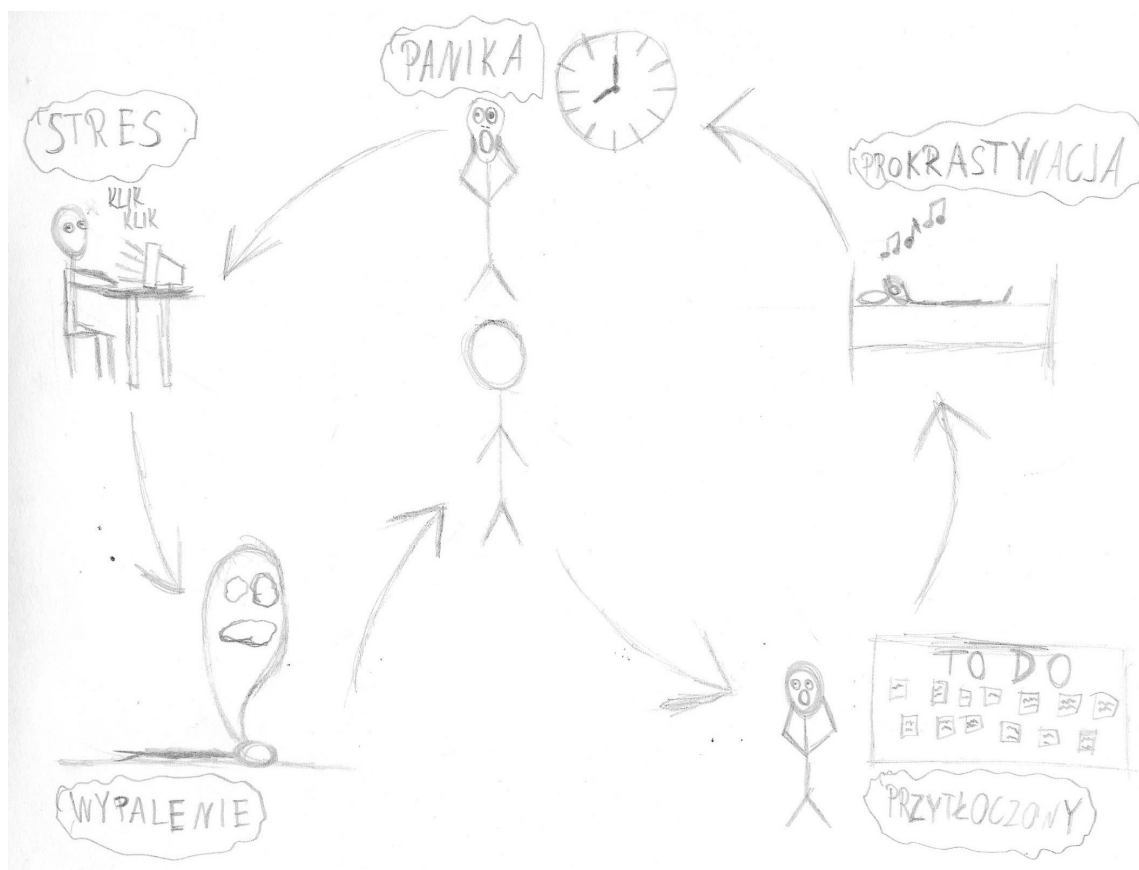 PANIKA
STRES
KLIK
KLIK
PROKRASTYNACJA
TO DO
WYPALENIE
PRZYTŁOCZONY